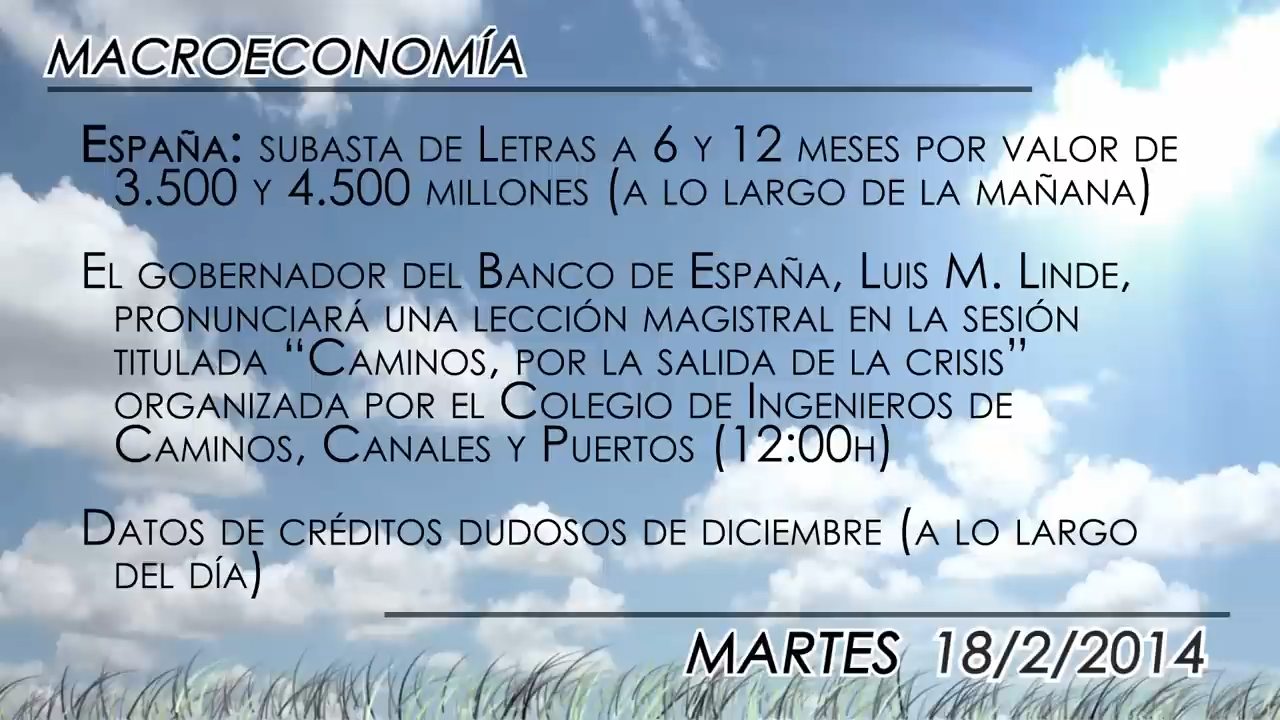 MACROECONOMÍA
España: subasta de Letras a 6 y 12 meses por valor de
3.500 y 4.500 millones (a lo largo de la mañana)
El gobernador del Banco de España, Luis M. Linde,
pronunciará una lección magistral en la sesión
titulada “Caminos, por la salida de la crisis”
organizada por el Colegio de Ingenieros de
Caminos, Canales y Puertos (12:00h)
Datos de créditos dudosos de diciembre (a lo largo
del día)
MARTES 18/2/2014